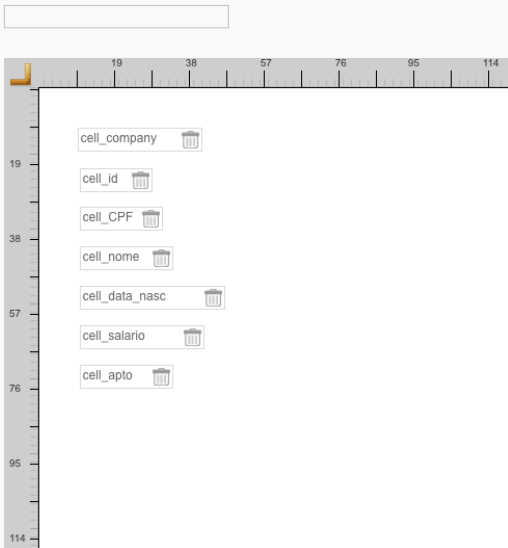 19 38 57 76 95 114
cell_company
19
cell_id
cell_CPF
38
cell_nome
cell_data_nasc
57
cell_salario
cell_apto
76
95
114